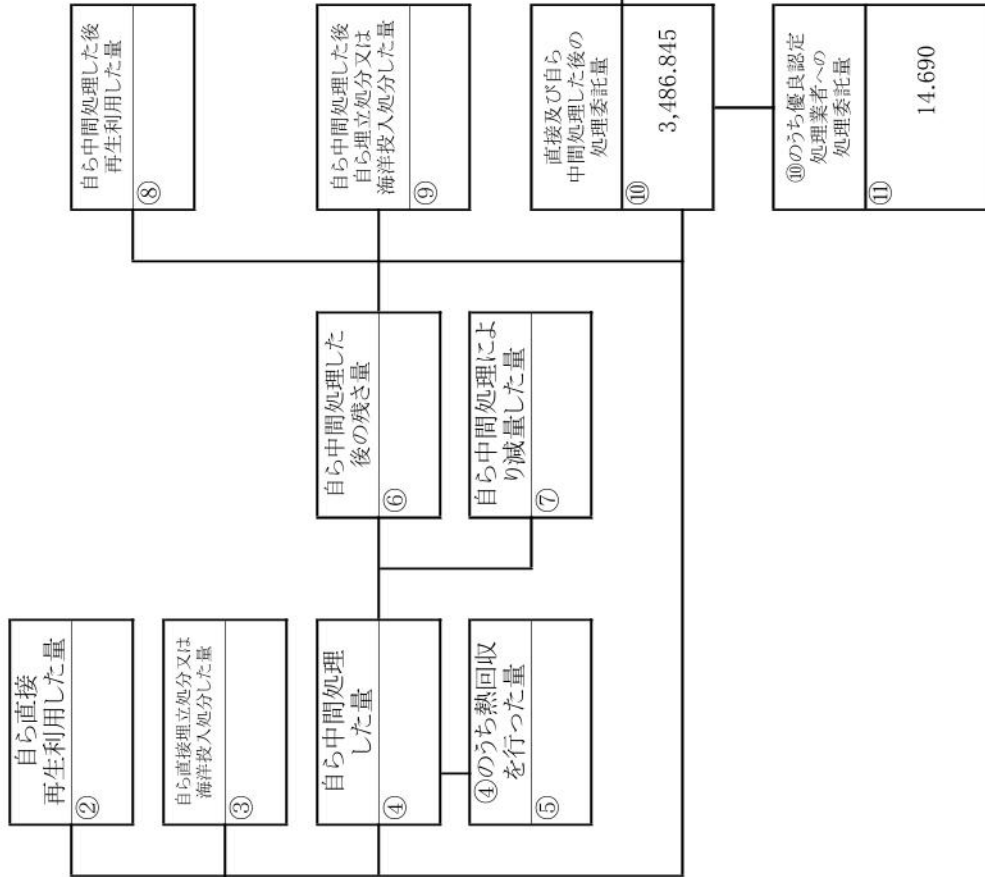 自ら直接
再生利用した量
②
自ら直接埋立処分又は
海洋投入処分した量
③
自ら中間処理
した量
④
④のうち熱回収
を行った量
⑤
自ら中間処理した
後の残さ量
⑥
自ら中間処理によ
り減量した量
⑦
自ら中間処理した後
再生利用した量
⑧
自ら中間処理した後
自ら埋立処分又は
海洋投入処分した量
⑨
直接及び自ら
中間処理した後の
処理委託量
⑩
3,486.845
⑩のうち優良認定
処理業者への
処理委託量
⑪
14.690